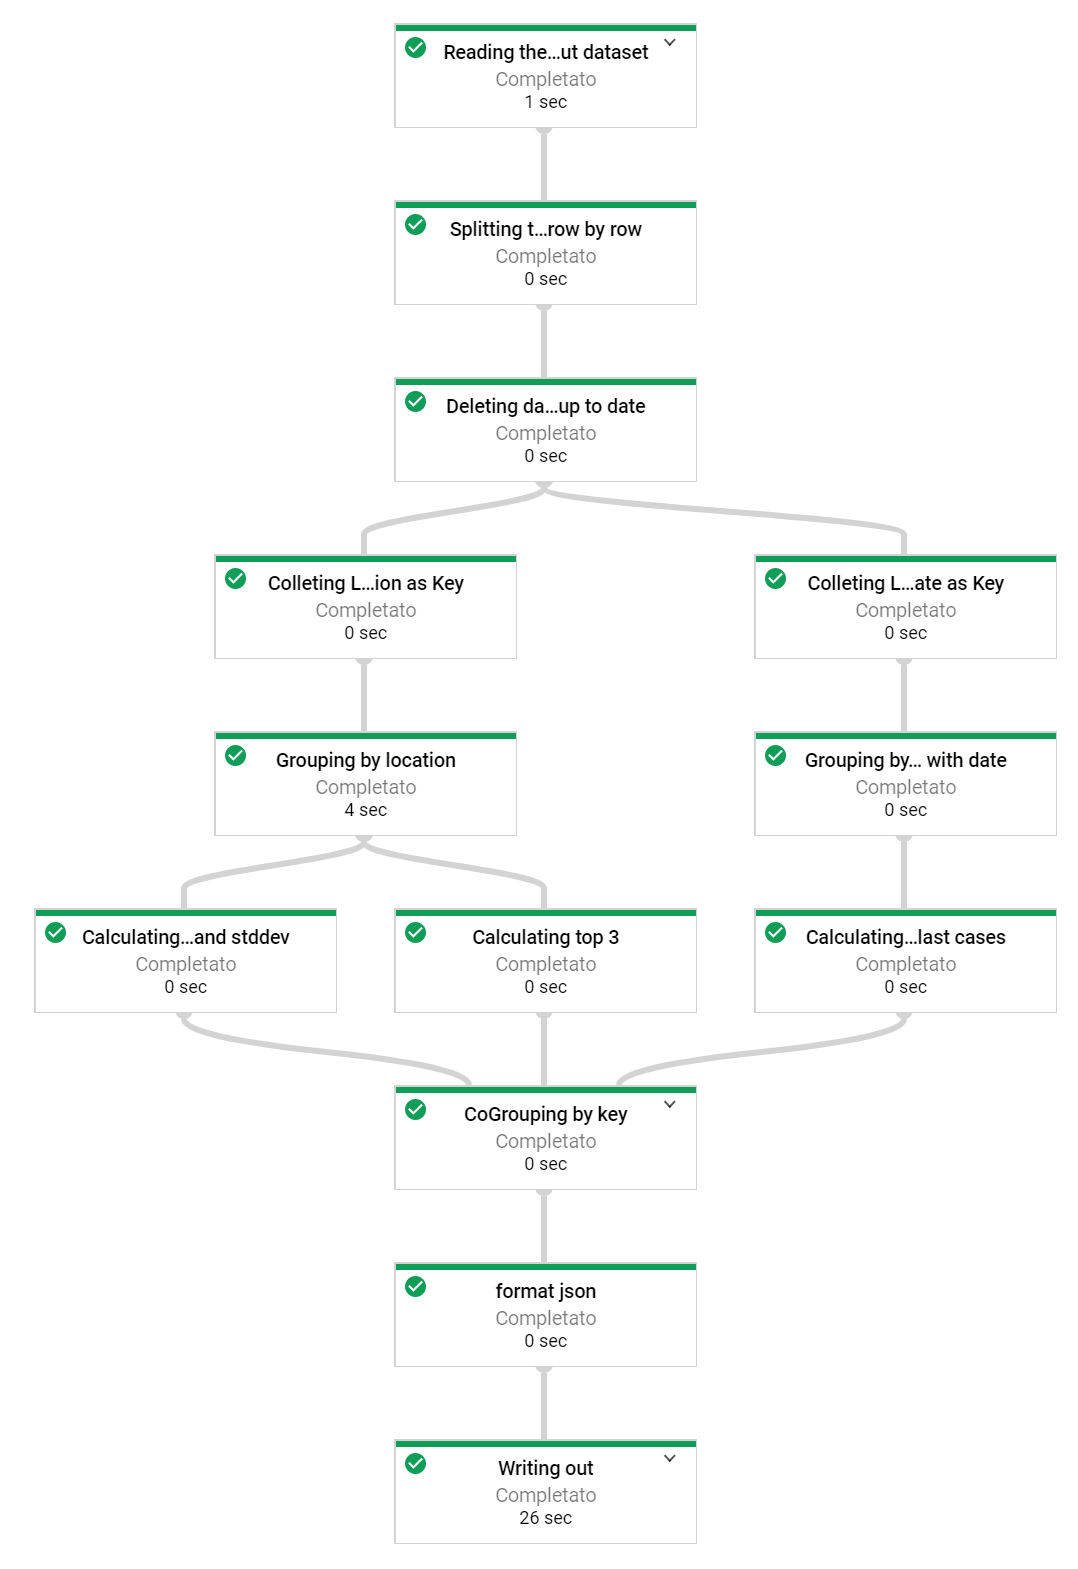 Reading the...ut dataset
Completato
1 sec
Splitting t...row by row
Completato
0 sec
Deleting da...up to date
Completato
0 sec
Colleting L...ion as Key
Completato
0 sec
Colleting L...ate as Key
Completato
0 sec
Grouping by location
Completato
4 sec
Grouping by... with date
Completato
0 sec
Calculating...and stddev
Completato
0 sec
Calculating top 3
Completato
0 sec
Calculating...last cases
Completato
0 sec
CoGrouping by key
Completato
0 sec
format json
Completato
0 sec
Writing out
Completato
26 sec